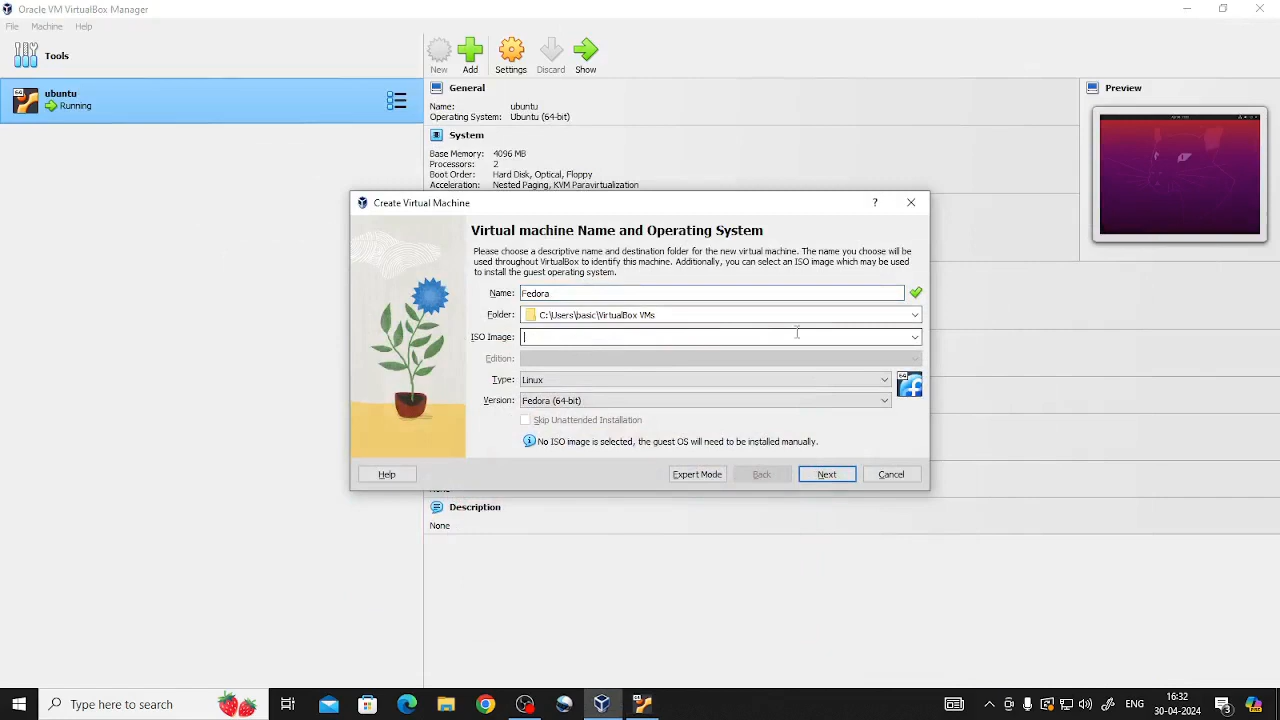 Oracle VM VirtualBox Manager
File Machine Help
Tools
New Add Settings Discard Show
ubuntu
Running
General
Name: ubuntu
Operating System: Ubuntu (64-bit)
System
Base Memory: 4096 MB
Processors: 2
Boot Order: Hard Disk, Optical, Floppy
Acceleration: Nested Paging, KVM Paravirtualization
Preview
Create Virtual Machine
?
Virtual machine Name and Operating System
Please choose a descriptive name and destination folder for the new virtual machine. The name you choose will be
used throughout VirtualBox to identify this machine. Additionally, you can select an ISO image which may be used
to install the guest operating system.
Name: Fedora
Folder: C:\Users\basic\VirtualBox VMs
ISO Image:
Edition:
Type: Linux
64
Version: Fedora (64-bit)
Skip Unattended Installation
No ISO image is selected, the guest OS will need to be installed manually.
Help Expert Mode Back Next Cancel
Description
None
Type here to search
16:32
30-04-2024